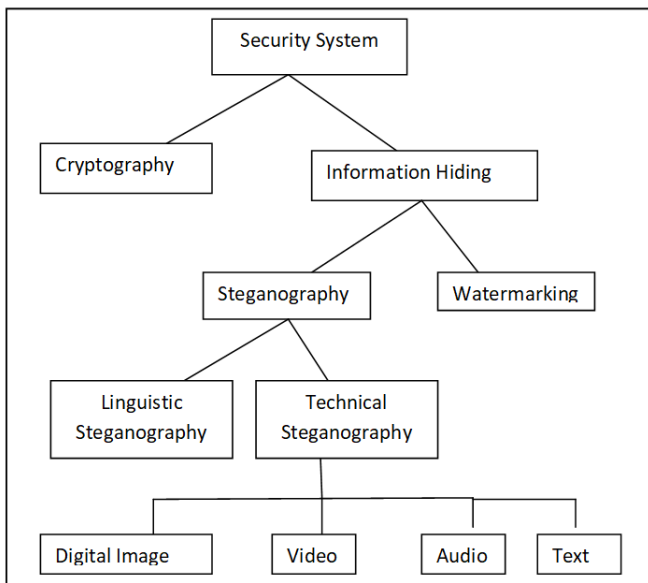 Security System
Cryptography
Information Hiding
Steganography
Watermarking
Linguistic
Steganography
Technical
Steganography
Digital Image
Video
Audio
Text